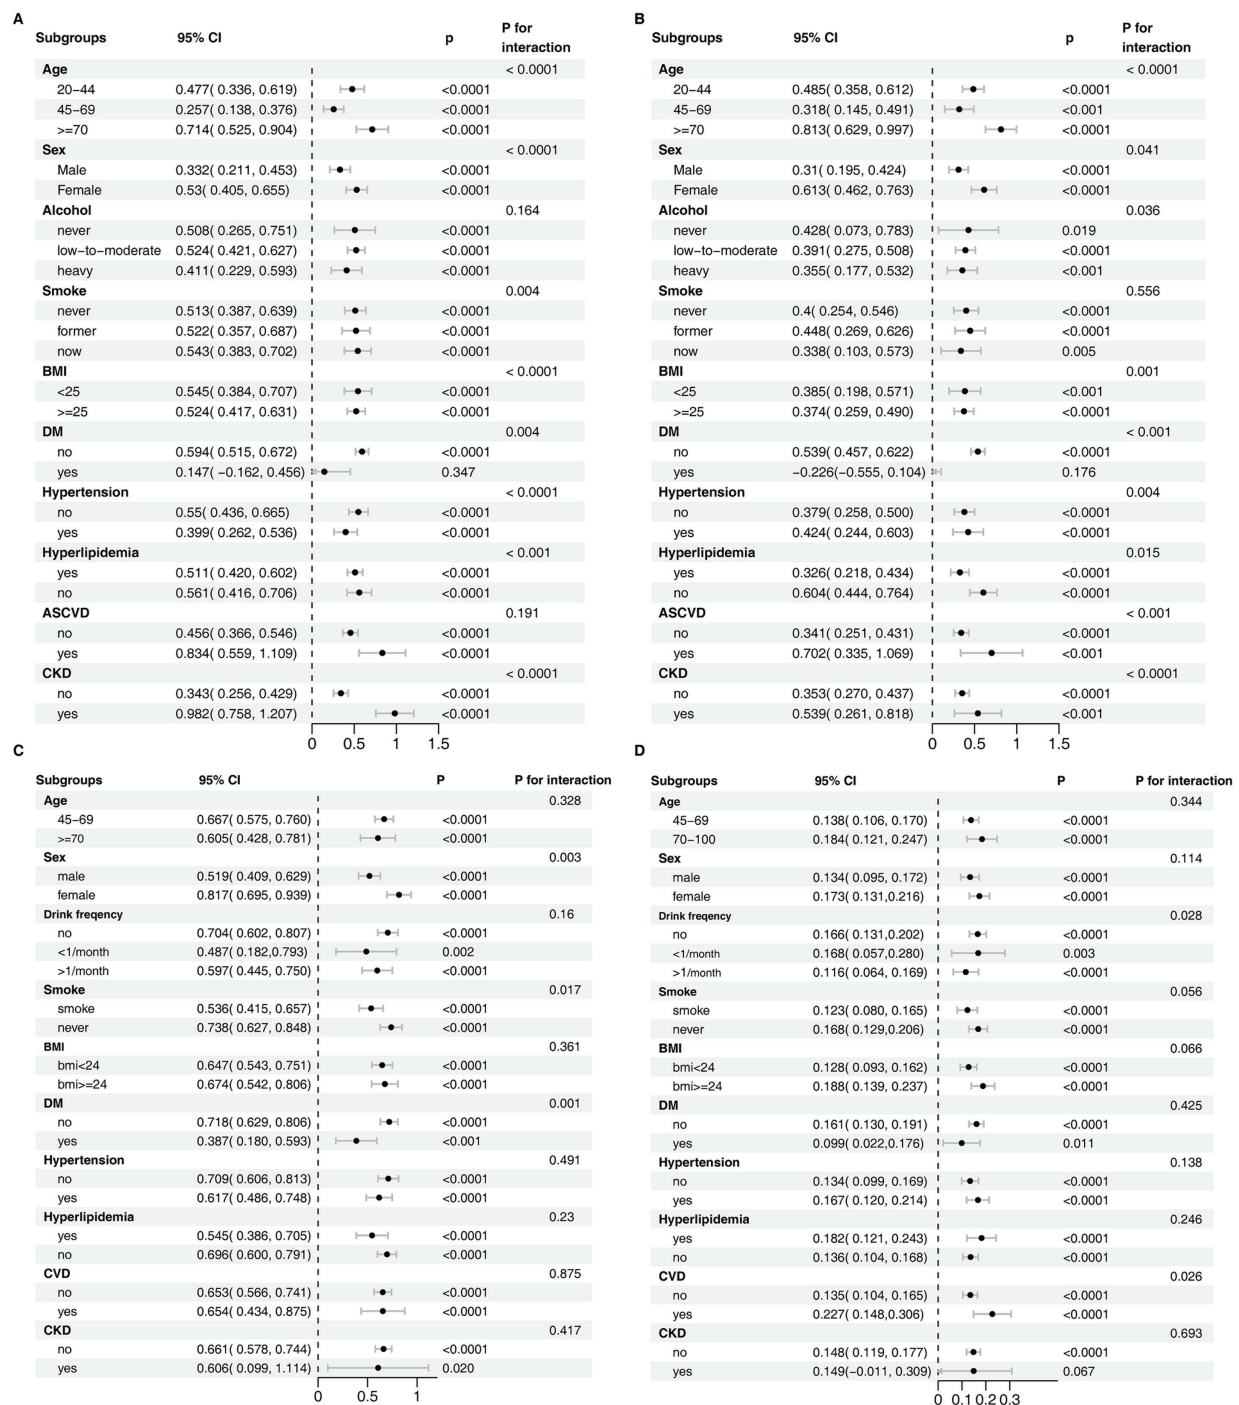 A
Subgroups 95% CI p P for interaction
Age < 0.0001
20−44 0.477( 0.336, 0.619) <0.0001
45−69 0.257( 0.138, 0.376) <0.0001
>=70 0.714( 0.525, 0.904) <0.0001
Sex < 0.0001
Male 0.332( 0.211, 0.453) <0.0001
Female 0.53( 0.405, 0.655) <0.0001
Alcohol 0.164
never 0.508( 0.265, 0.751) <0.0001
low−to−moderate 0.524( 0.421, 0.627) <0.0001
heavy 0.411( 0.229, 0.593) <0.0001
Smoke 0.004
never 0.513( 0.387, 0.639) <0.0001
former 0.522( 0.357, 0.687) <0.0001
now 0.543( 0.383, 0.702) <0.0001
BMI < 0.0001
<25 0.545( 0.384, 0.707) <0.0001
>=25 0.524( 0.417, 0.631) <0.0001
DM 0.004
no 0.594( 0.515, 0.672) <0.0001
yes 0.147( −0.162, 0.456) 0.347
Hypertension < 0.0001
no 0.55( 0.436, 0.665) <0.0001
yes 0.399( 0.262, 0.536) <0.0001
Hyperlipidemia < 0.001
yes 0.511( 0.420, 0.602) <0.0001
no 0.561( 0.416, 0.706) <0.0001
ASCVD 0.191
no 0.456( 0.366, 0.546) <0.0001
yes 0.834( 0.559, 1.109) <0.0001
CKD < 0.0001
no 0.343( 0.256, 0.429) <0.0001
yes 0.982( 0.758, 1.207) <0.0001
0 0.5 1 1.5
B
Subgroups 95% CI p P for interaction
Age < 0.0001
20−44 0.485( 0.358, 0.612) <0.0001
45−69 0.318( 0.145, 0.491) <0.001
>=70 0.813( 0.629, 0.997) <0.0001
Sex 0.041
Male 0.31( 0.195, 0.424) <0.0001
Female 0.613( 0.462, 0.763) <0.0001
Alcohol 0.036
never 0.428( 0.073, 0.783) 0.019
low−to−moderate 0.391( 0.275, 0.508) <0.0001
heavy 0.355( 0.177, 0.532) <0.001
Smoke 0.556
never 0.4( 0.254, 0.546) <0.0001
former 0.448( 0.269, 0.626) <0.0001
now 0.338( 0.103, 0.573) 0.005
BMI 0.001
<25 0.385( 0.198, 0.571) <0.001
>=25 0.374( 0.259, 0.490) <0.0001
DM < 0.001
no 0.539( 0.457, 0.622) <0.0001
yes −0.226(−0.555, 0.104) 0.176
Hypertension 0.004
no 0.379( 0.258, 0.500) <0.0001
yes 0.424( 0.244, 0.603) <0.0001
Hyperlipidemia 0.015
yes 0.326( 0.218, 0.434) <0.0001
no 0.604( 0.444, 0.764) <0.0001
ASCVD < 0.001
no 0.341( 0.251, 0.431) <0.0001
yes 0.702( 0.335, 1.069) <0.001
CKD < 0.0001
no 0.353( 0.270, 0.437) <0.0001
yes 0.539( 0.261, 0.818) <0.001
0 0.5 1 1.5
C
Subgroups 95% CI P P for interaction
Age 0.328
45−69 0.667( 0.575, 0.760) <0.0001
>=70 0.605( 0.428, 0.781) <0.0001
Sex 0.003
male 0.519( 0.409, 0.629) <0.0001
female 0.817( 0.695, 0.939) <0.0001
Drink freqency 0.16
no 0.704( 0.602, 0.807) <0.0001
<1/month 0.487( 0.182,0.793) 0.002
>1/month 0.597( 0.445, 0.750) <0.0001
Smoke 0.017
smoke 0.536( 0.415, 0.657) <0.0001
never 0.738( 0.627, 0.848) <0.0001
BMI 0.361
bmi<24 0.647( 0.543, 0.751) <0.0001
bmi>=24 0.674( 0.542, 0.806) <0.0001
DM 0.001
no 0.718( 0.629, 0.806) <0.0001
yes 0.387( 0.180, 0.593) <0.001
Hypertension 0.491
no 0.709( 0.606, 0.813) <0.0001
yes 0.617( 0.486, 0.748) <0.0001
Hyperlipidemia 0.23
yes 0.545( 0.386, 0.705) <0.0001
no 0.696( 0.600, 0.791) <0.0001
CVD 0.875
no 0.653( 0.566, 0.741) <0.0001
yes 0.654( 0.434, 0.875) <0.0001
CKD 0.417
no 0.661( 0.578, 0.744) <0.0001
yes 0.606( 0.099, 1.114) 0.020
0 0.5 1
D
Subgroups 95% CI P P for interaction
Age 0.344
45−69 0.138( 0.106, 0.170) <0.0001
70−100 0.184( 0.121, 0.247) <0.0001
Sex 0.114
male 0.134( 0.095, 0.172) <0.0001
female 0.173( 0.131,0.216) <0.0001
Drink freqency 0.028
no 0.166( 0.131,0.202) <0.0001
<1/month 0.168( 0.057,0.280) 0.003
>1/month 0.116( 0.064, 0.169) <0.0001
Smoke 0.056
smoke 0.123( 0.080, 0.165) <0.0001
never 0.168( 0.129,0.206) <0.0001
BMI 0.066
bmi<24 0.128( 0.093, 0.162) <0.0001
bmi>=24 0.188( 0.139, 0.237) <0.0001
DM 0.425
no 0.161( 0.130, 0.191) <0.0001
yes 0.099( 0.022,0.176) 0.011
Hypertension 0.138
no 0.134( 0.099, 0.169) <0.0001
yes 0.167( 0.120, 0.214) <0.0001
Hyperlipidemia 0.246
yes 0.182( 0.121, 0.243) <0.0001
no 0.136( 0.104, 0.168) <0.0001
CVD 0.026
no 0.135( 0.104, 0.165) <0.0001
yes 0.227( 0.148,0.306) <0.0001
CKD 0.693
no 0.148( 0.119, 0.177) <0.0001
yes 0.149(−0.011, 0.309) 0.067
0 0.1 0.2 0.3